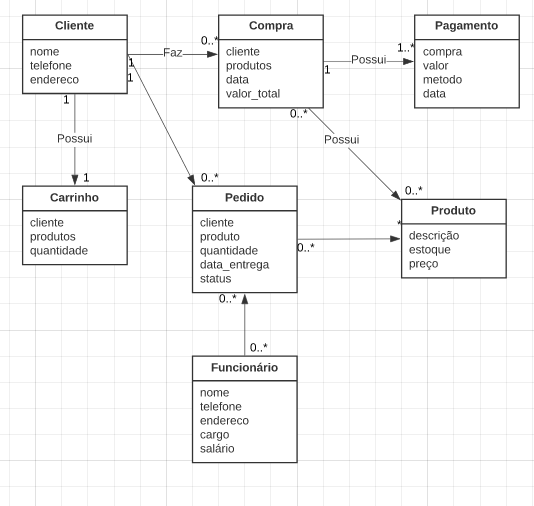 Cliente
nome
telefone
endereco
1
Faz
0..*
Compra
cliente
produtos
data
valor_total
1
Possui
1..*
Pagamento
compra
valor
metodo
data
1
0..*
1
Possui
1
0..*
Possui
0..*
Carrinho
cliente
produtos
quantidade
Pedido
cliente
produto
quantidade
data_entrega
status
0..*
*
Produto
descrição
estoque
preço
0..*
0..*
Funcionário
nome
telefone
endereco
cargo
salário